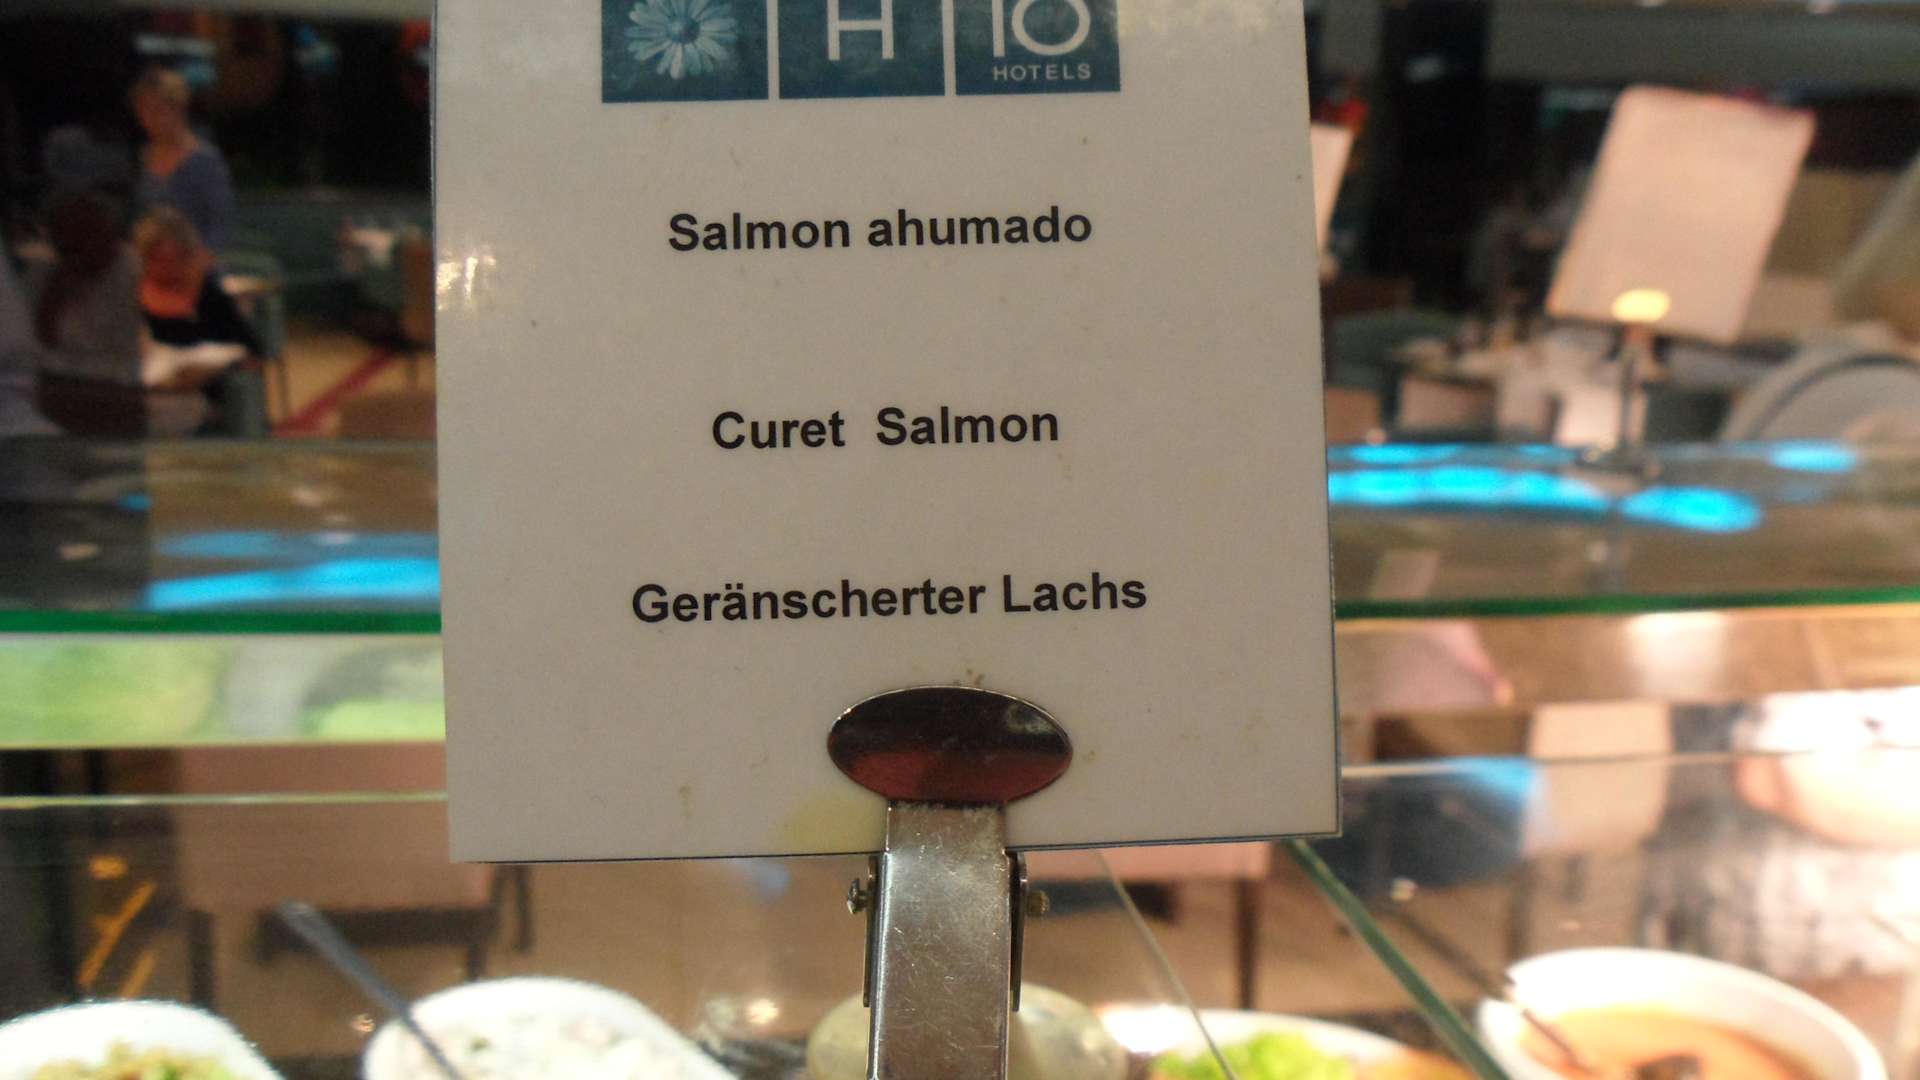 H10
HOTELS
Salmon ahumado
Curet Salmon
Geränscherter Lachs